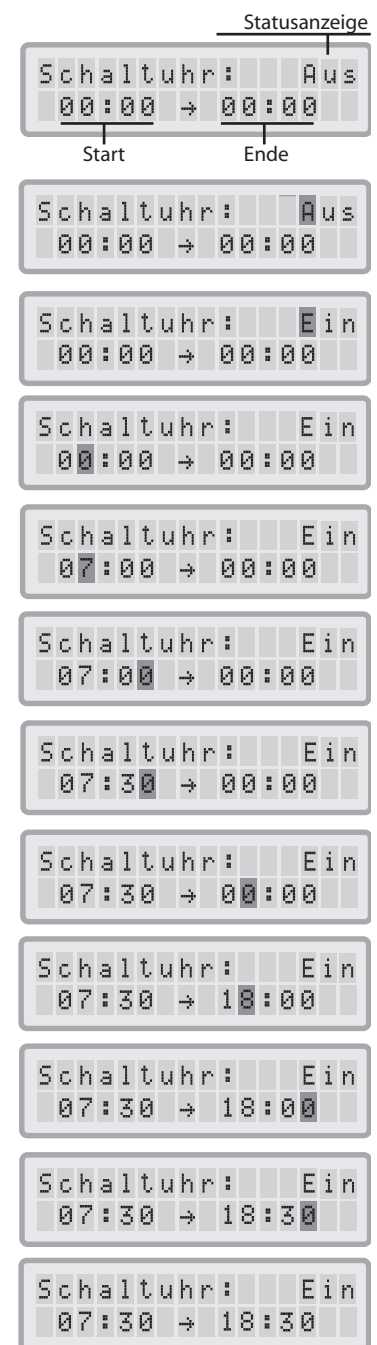 Statusanzeige
Schaltuhr: Aus
00:00 → 00:00
Start Ende
Schaltuhr: Aus
00:00 → 00:00
Schaltuhr: Ein
00:00 → 00:00
Schaltuhr: Ein
00:00 → 00:00
Schaltuhr: Ein
07:00 → 00:00
Schaltuhr: Ein
07:00 → 00:00
Schaltuhr: Ein
07:30 → 00:00
Schaltuhr: Ein
07:30 → 00:00
Schaltuhr: Ein
07:30 → 18:00
Schaltuhr: Ein
07:30 → 18:00
Schaltuhr: Ein
07:30 → 18:30
Schaltuhr: Ein
07:30 → 18:30